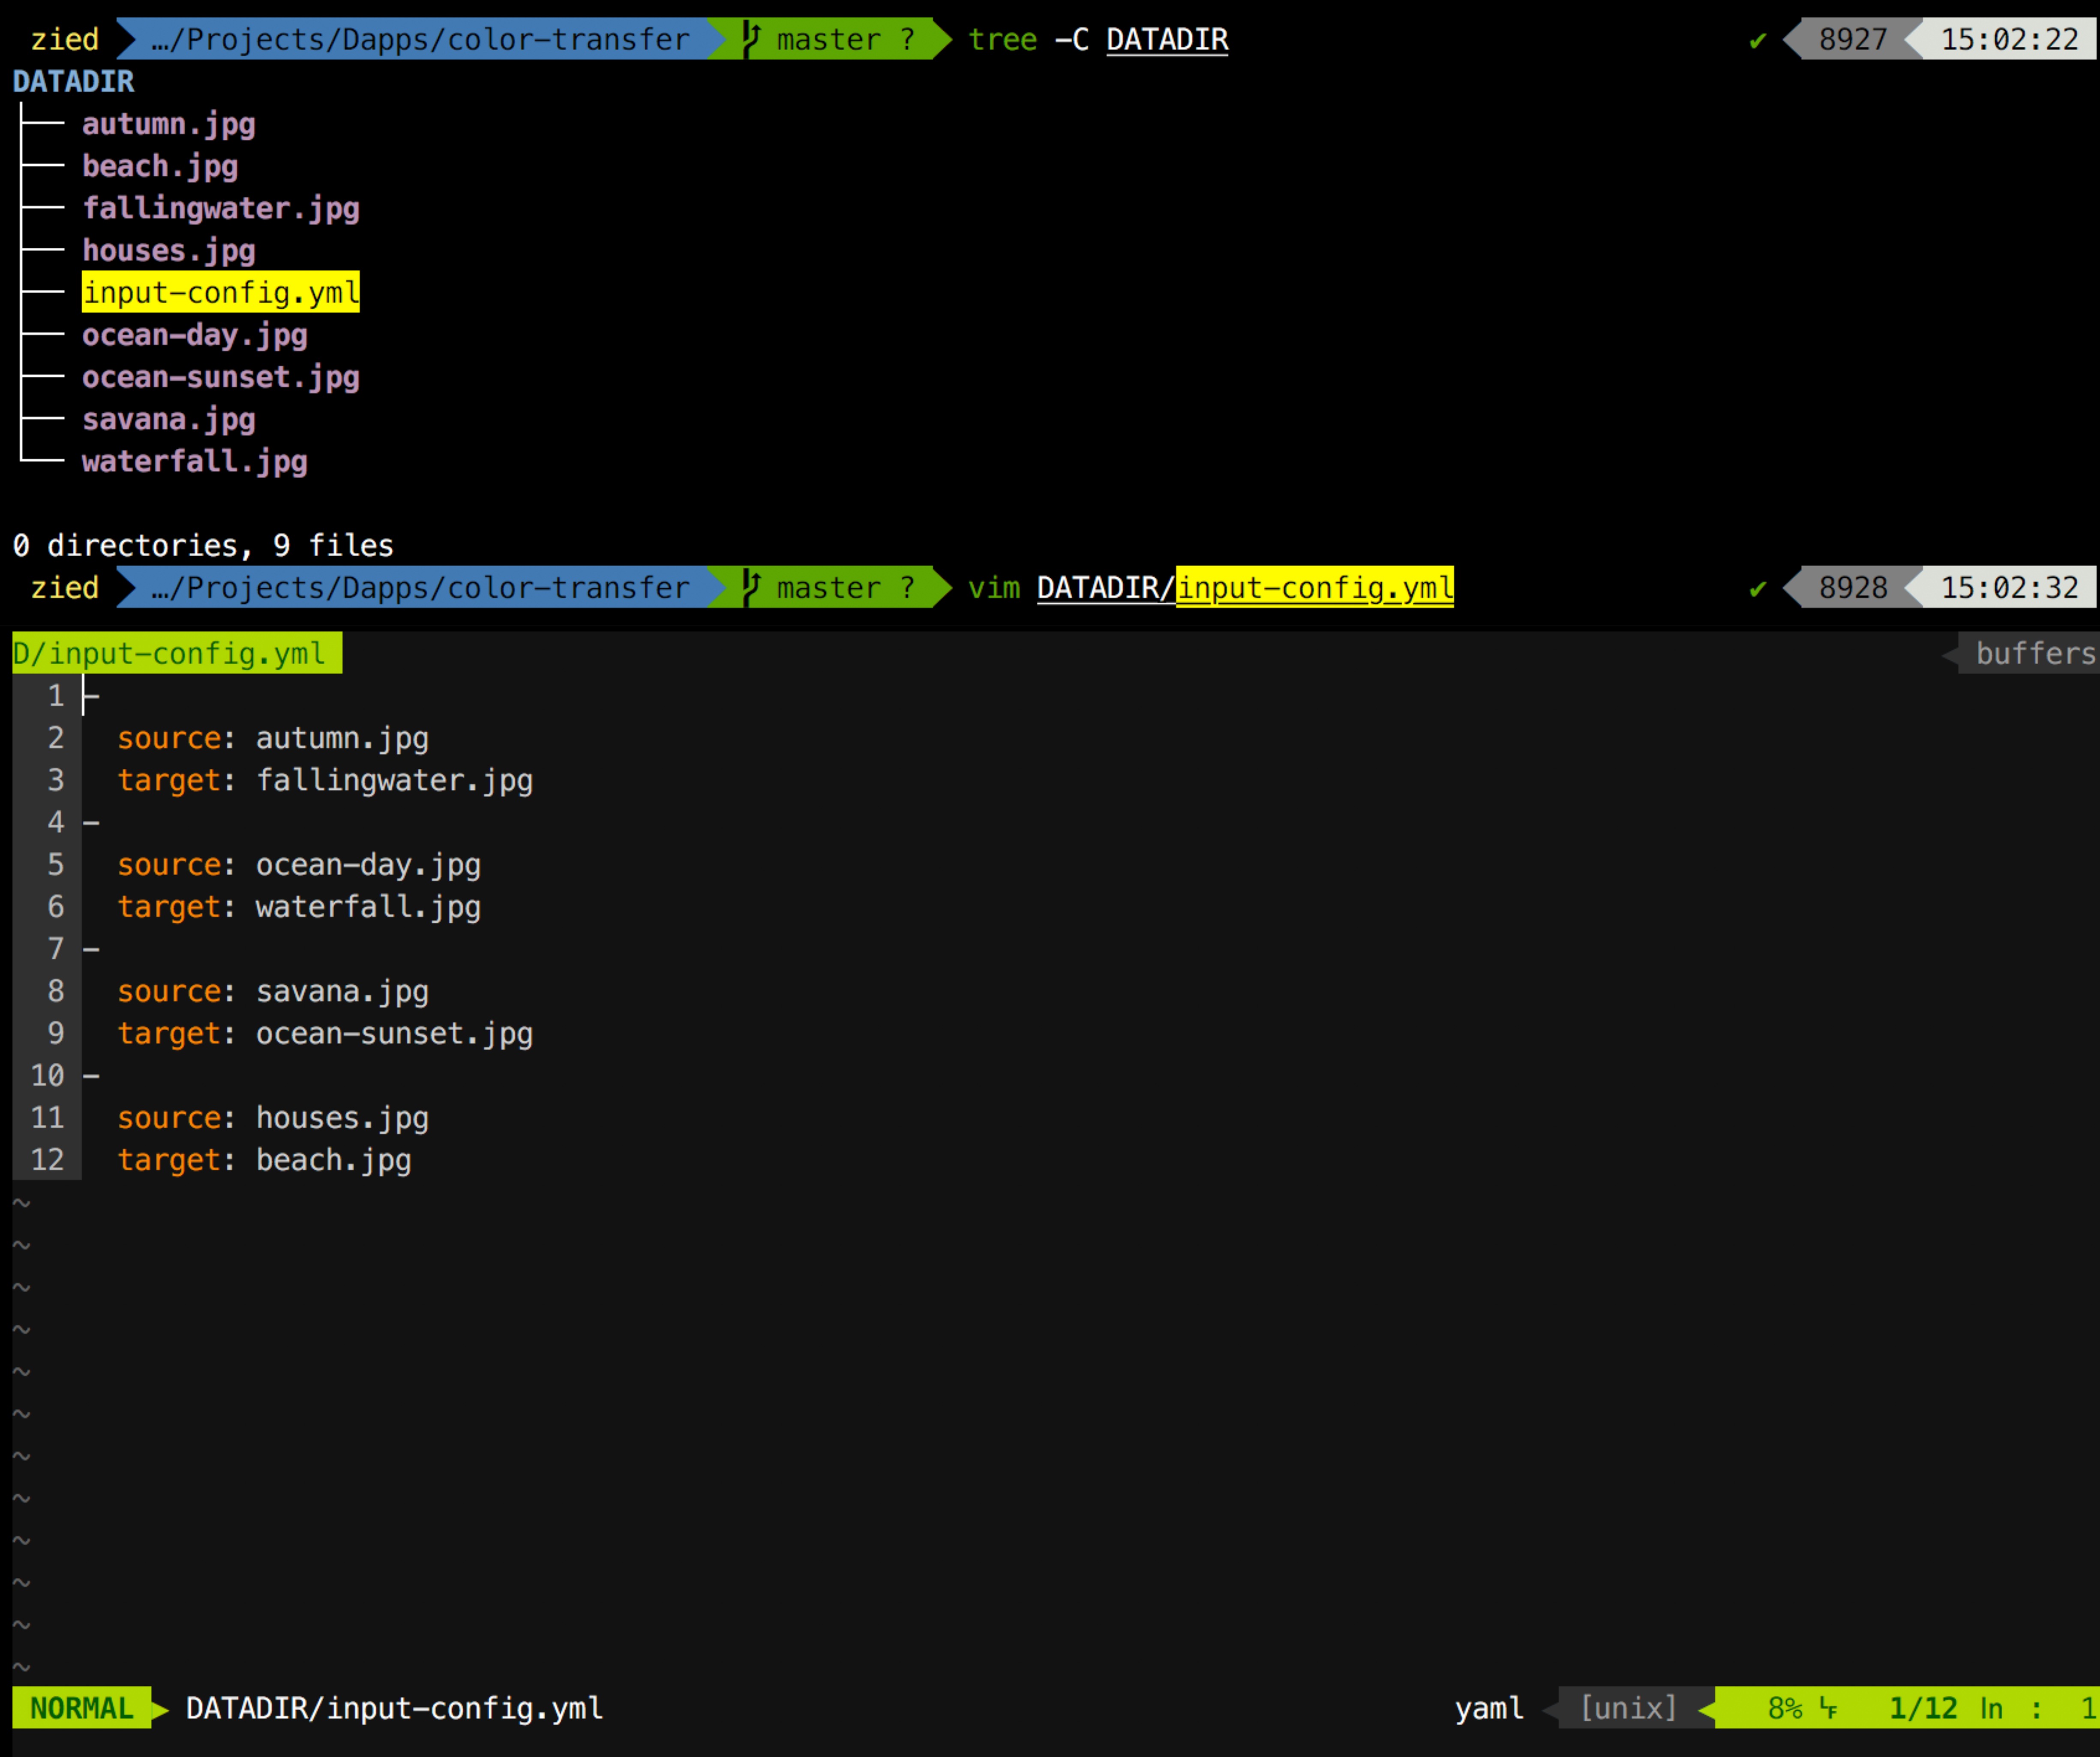 zied …/Projects/Dapps/color-transfer master ? tree -C DATADIR ✔ 8927 15:02:22
DATADIR
├── autumn.jpg
├── beach.jpg
├── fallingwater.jpg
├── houses.jpg
├── input-config.yml
├── ocean-day.jpg
├── ocean-sunset.jpg
├── savana.jpg
└── waterfall.jpg
0 directories, 9 files
zied …/Projects/Dapps/color-transfer master ? vim DATADIR/input-config.yml ✔ 8928 15:02:32
D/input-config.yml buffers
1 -
2 source: autumn.jpg
3 target: fallingwater.jpg
4 -
5 source: ocean-day.jpg
6 target: waterfall.jpg
7 -
8 source: savana.jpg
9 target: ocean-sunset.jpg
10 -
11 source: houses.jpg
12 target: beach.jpg
~
~
~
~
~
~
~
~
~
~
~
~
NORMAL DATADIR/input-config.yml yaml [unix] 8% ␊ 1/12 ln : 1